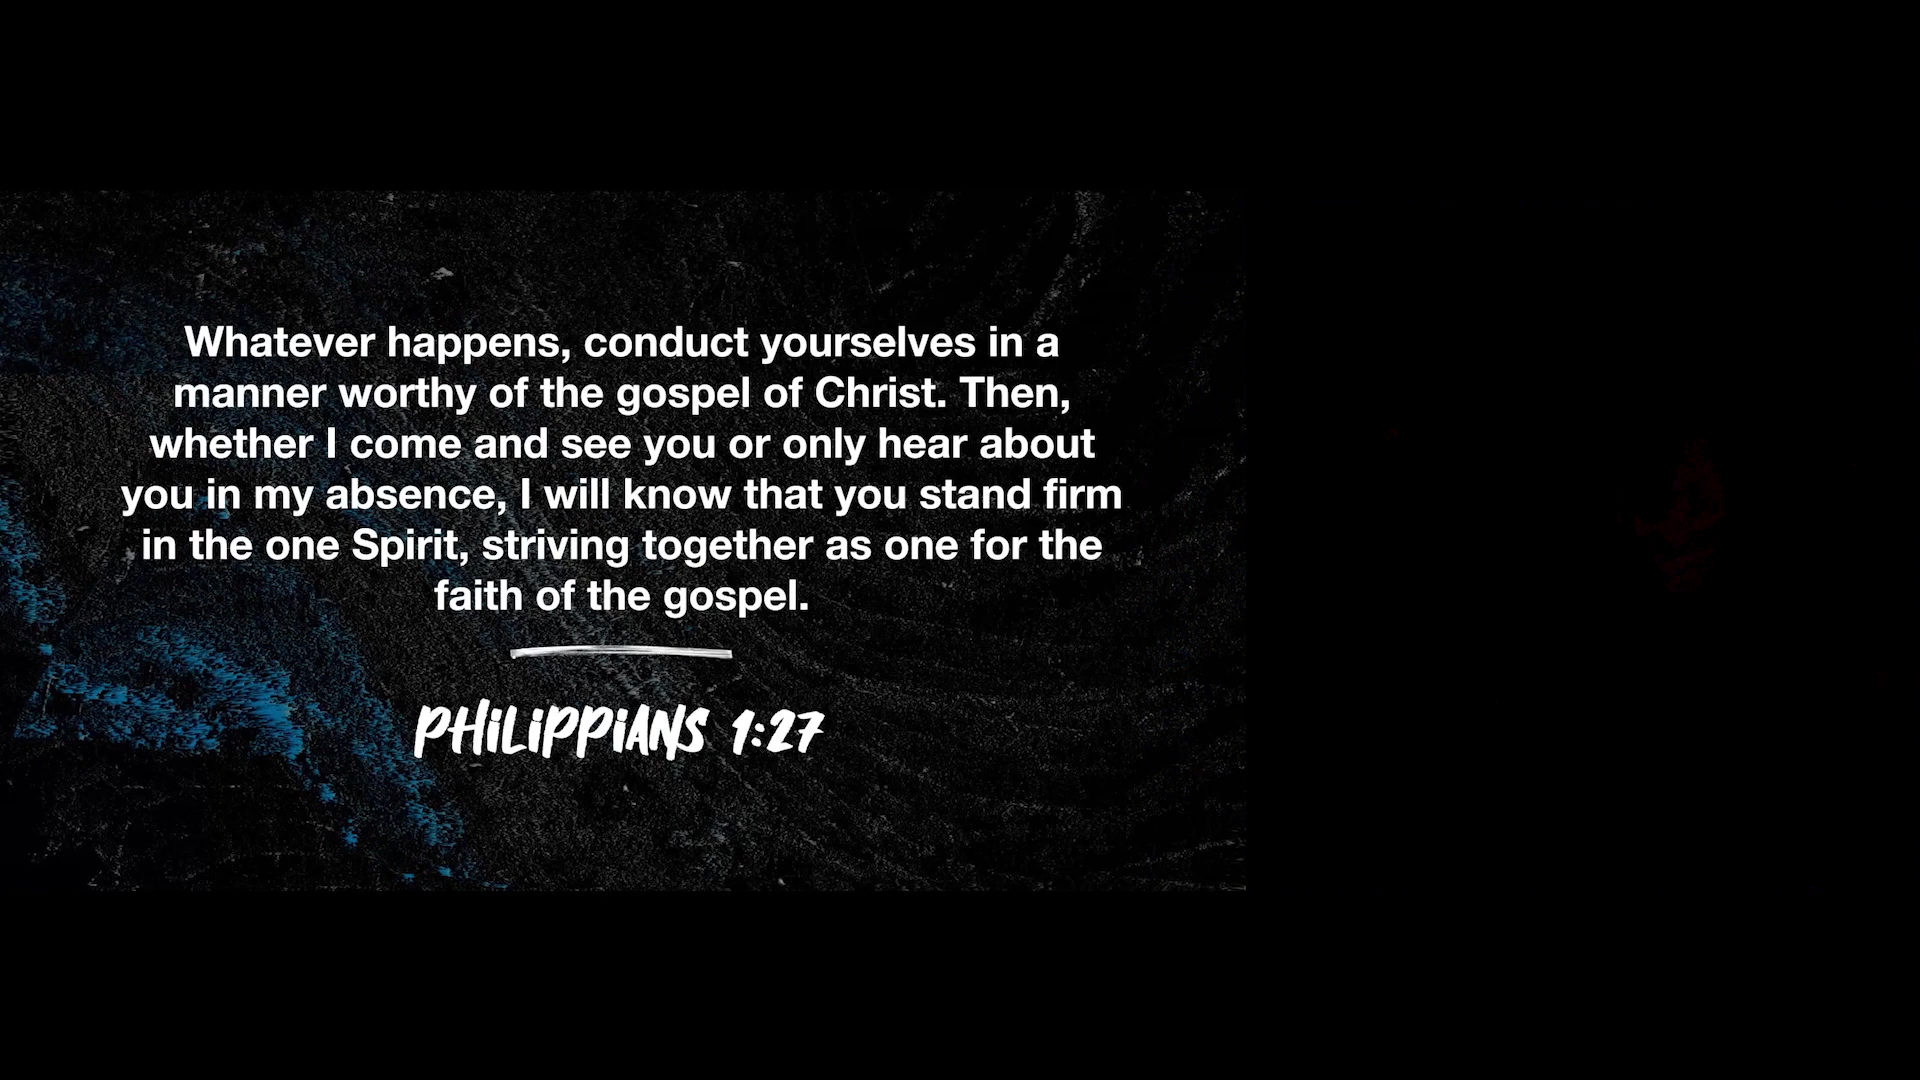 Whatever happens, conduct yourselves in a
manner worthy of the gospel of Christ. Then,
whether I come and see you or only hear about
you in my absence, I will know that you stand firm
in the one Spirit, striving together as one for the
faith of the gospel.
PHILIPPIANS 1:27